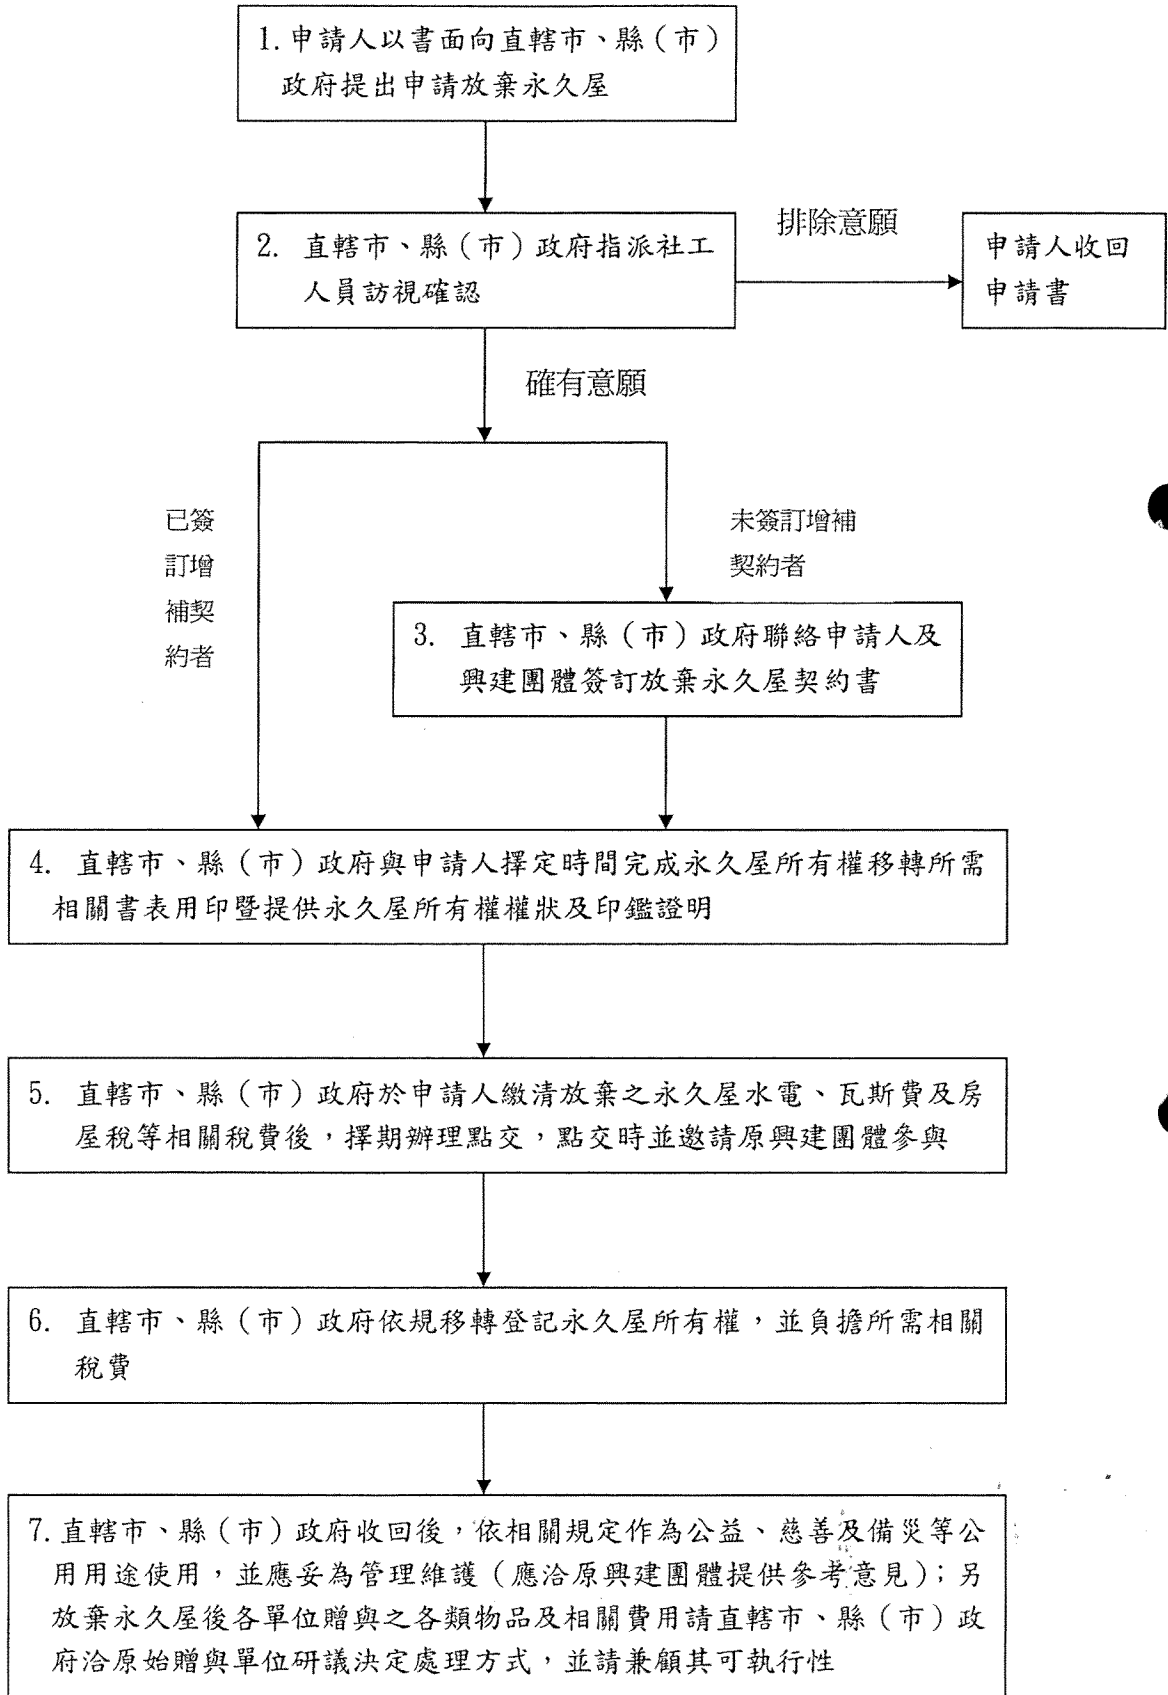 1.申請人以書面向直轄市、縣（市）
政府提出申請放棄永久屋
2. 直轄市、縣（市）政府指派社工
人員訪視確認
排除意願
申請人收回
申請書
確有意願
已簽
訂增
補契
約者
未簽訂增補
契約者
3. 直轄市、縣（市）政府聯絡申請人及
興建團體簽訂放棄永久屋契約書
4. 直轄市、縣（市）政府與申請人擇定時間完成永久屋所有權移轉所需
相關書表用印暨提供永久屋所有權權狀及印鑑證明
5. 直轄市、縣（市）政府於申請人繳清放棄之永久屋水電、瓦斯費及房
屋稅等相關稅費後，擇期辦理點交，點交時並邀請原興建團體參與
6. 直轄市、縣（市）政府依規移轉登記永久屋所有權，並負擔所需相關
稅費
7.直轄市、縣（市）政府收回後，依相關規定作為公益、慈善及備災等公
用用途使用，並應妥為管理維護（應洽原興建團體提供參考意見）；另
放棄永久屋後各單位贈與之各類物品及相關費用請直轄市、縣（市）政
府洽原始贈與單位研議決定處理方式，並請兼顧其可執行性